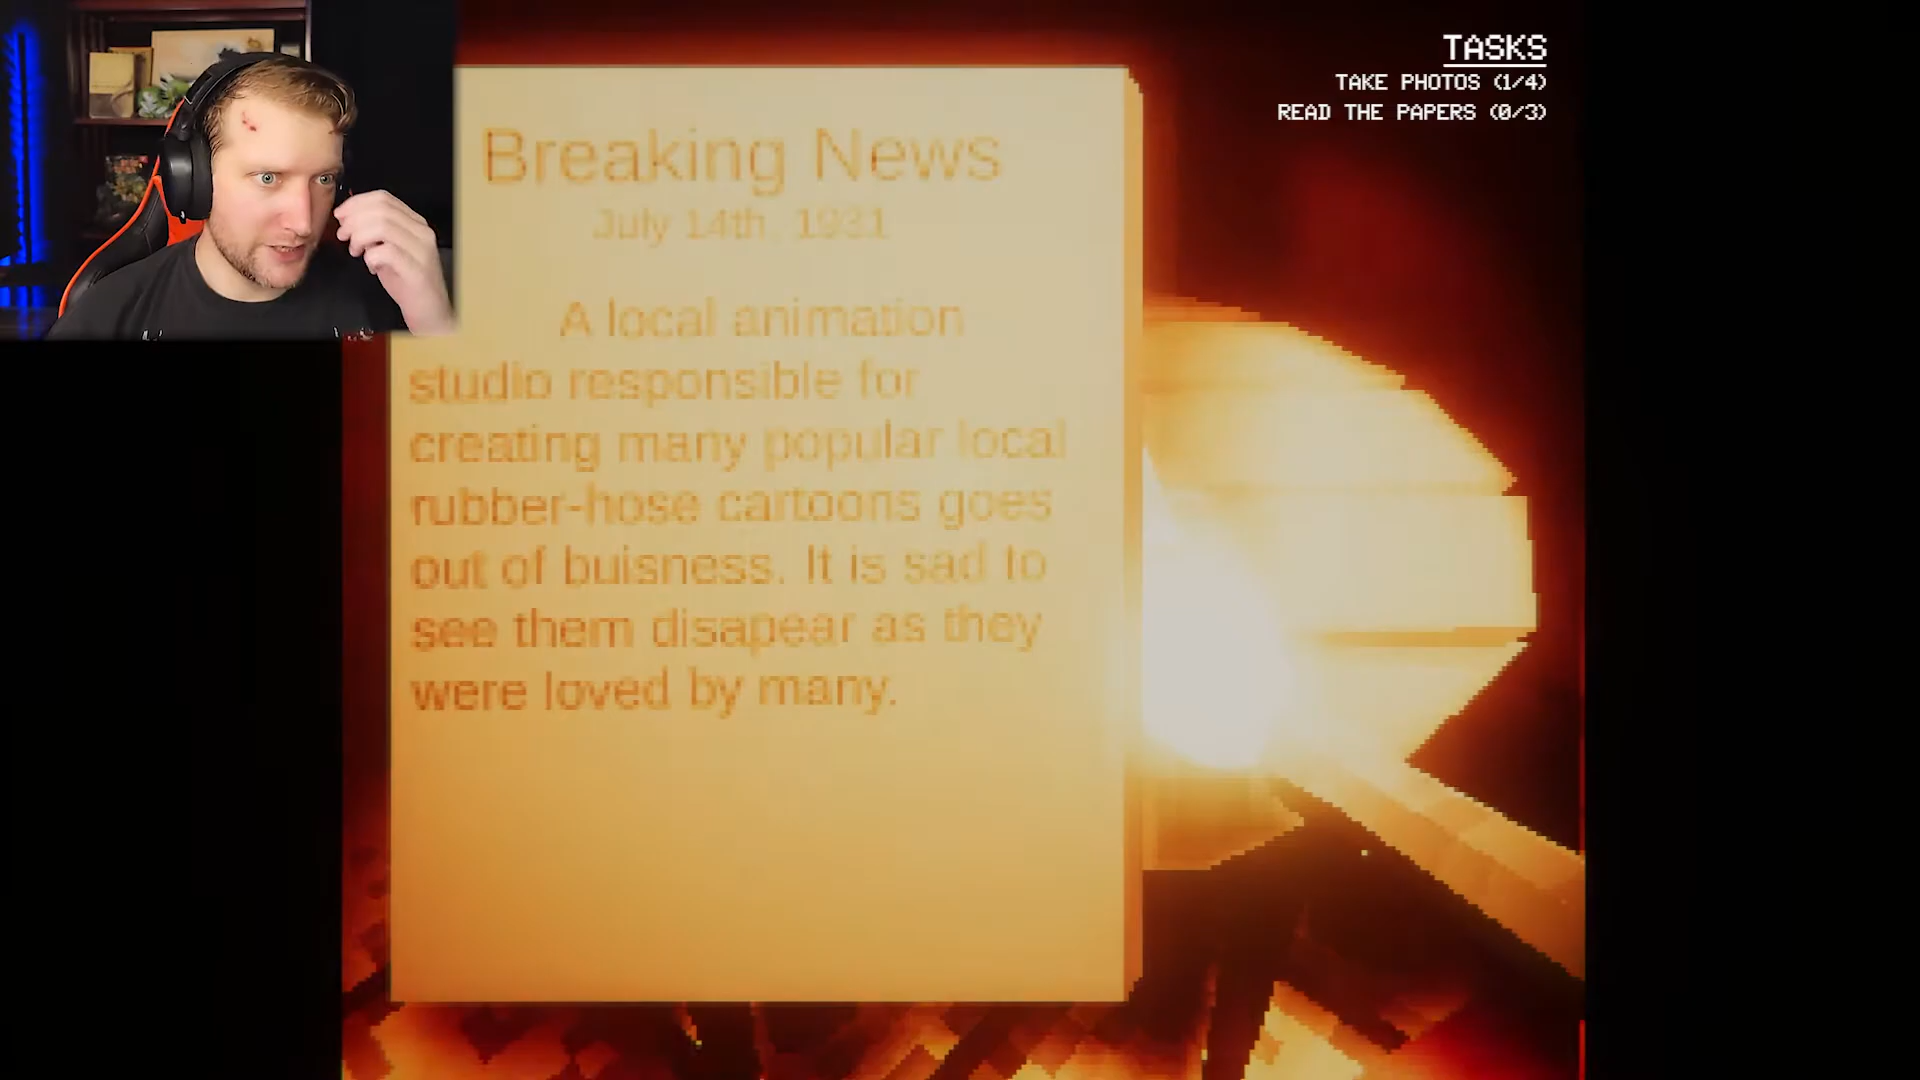 TASKS
TAKE PHOTOS (1/4)
READ THE PAPERS (0/3)
Breaking News
July 14th, 1931
A local animation
studio responsible for
creating many popular local
rubber-hose cartoons goes
out of buisness. It is sad to
see them disapear as they
were loved by many.